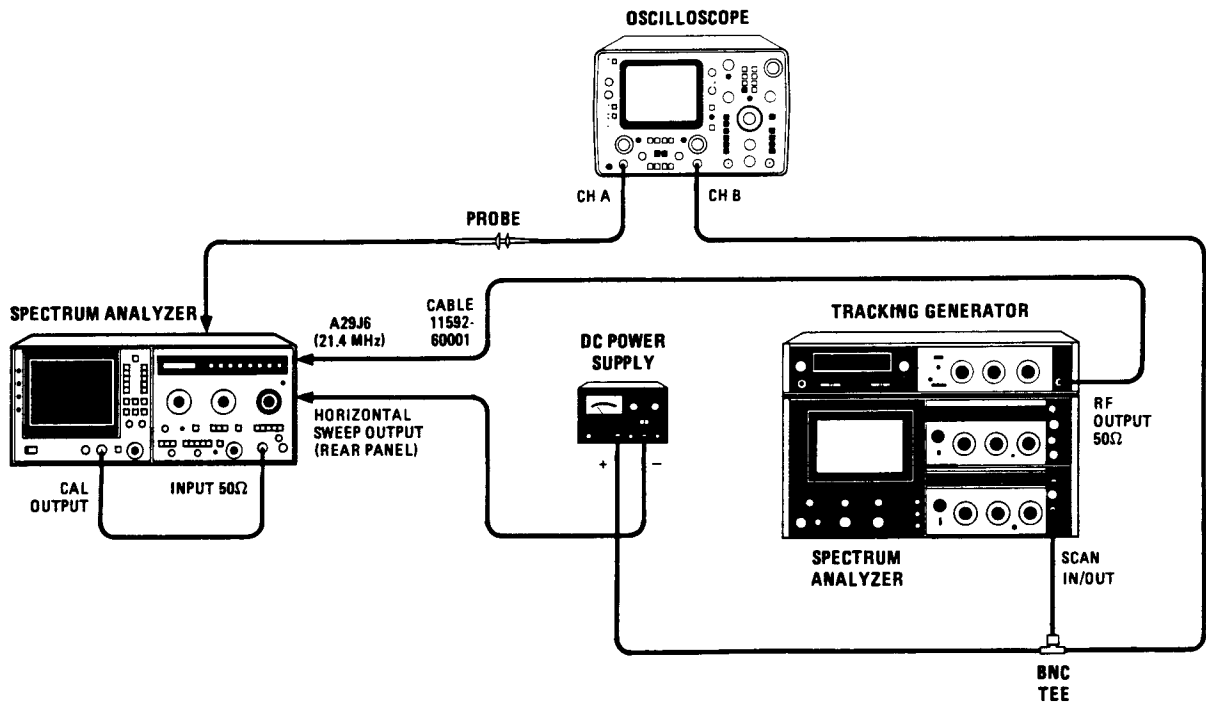 OSCILLOSCOPE
CH A
CH B
PROBE
SPECTRUM ANALYZER
A29J6
(21.4 MHz)
CABLE
11592-
60001
TRACKING GENERATOR
DC POWER
SUPPLY
HORIZONTAL
SWEEP OUTPUT
(REAR PANEL)
RF
OUTPUT
50Ω
+
−
CAL
OUTPUT
INPUT 50Ω
SPECTRUM
ANALYZER
SCAN
IN/OUT
BNC
TEE